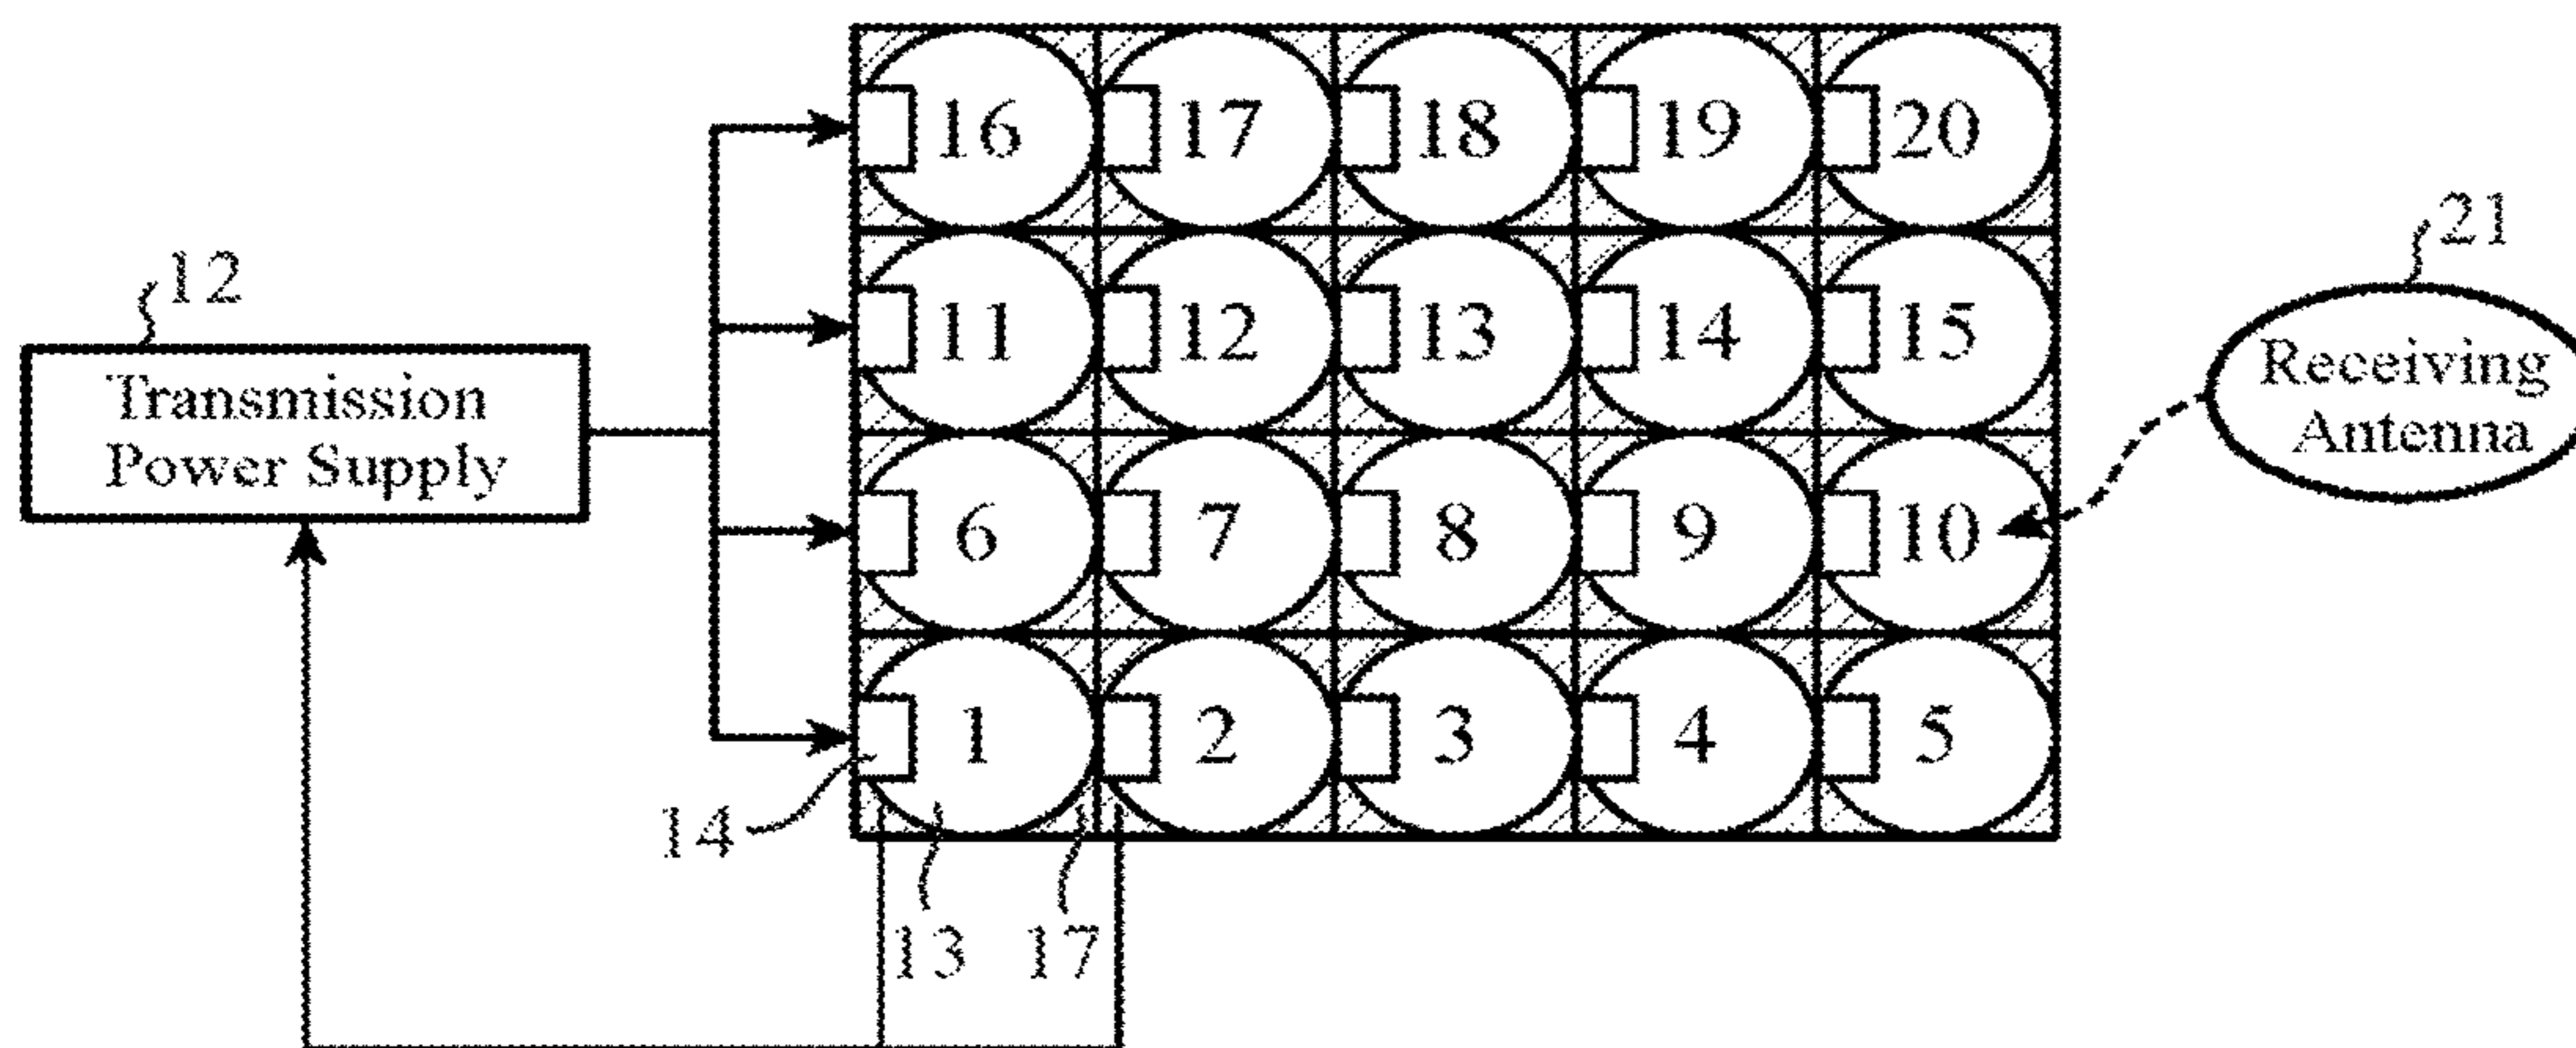 16 17 18 19 20
21
12
11 12 13 14 15
Receiving
Antenna
Transmission
Power Supply
6 7 8 9 10
1 2 3 4 5
14
13 17